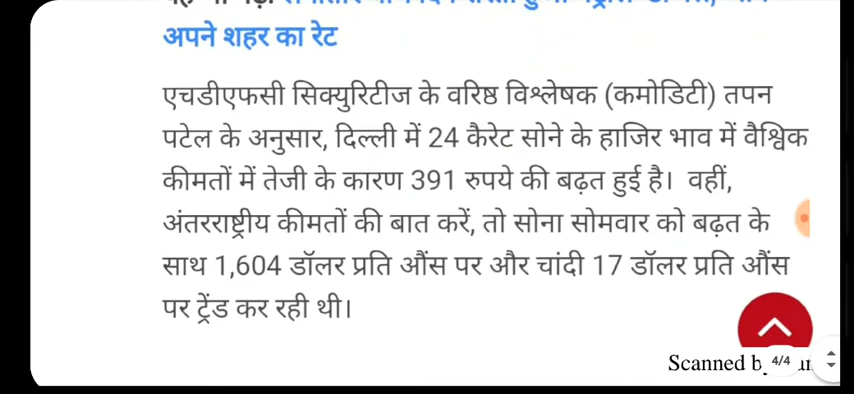 अपने शहर का रेट
एचडीएफसी सिक्युरिटीज के वरिष्ठ विश्लेषक (कमोडिटी) तपन
पटेल के अनुसार, दिल्ली में 24 कैरेट सोने के हाजिर भाव में वैश्विक
कीमतों में तेजी के कारण 391 रुपये की बढ़त हुई है। वहीं,
अंतरराष्ट्रीय कीमतों की बात करें, तो सोना सोमवार को बढ़त के
साथ 1,604 डॉलर प्रति औंस पर और चांदी 17 डॉलर प्रति औंस
पर ट्रेंड कर रही थी।
Scanned 4/4